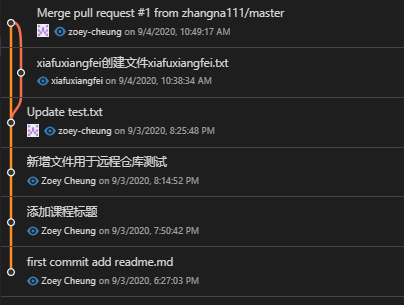 Merge pull request #1 from zhangna111/master
zoey-cheung on 9/4/2020, 10:49:17 AM
xiafuxiangfei创建文件xiafuxiangfei.txt
xiafuxiangfei on 9/4/2020, 10:38:34 AM
Update test.txt
zoey-cheung on 9/3/2020, 8:25:48 PM
新增文件用于远程仓库测试
Zoey Cheung on 9/3/2020, 8:14:52 PM
添加课程标题
Zoey Cheung on 9/3/2020, 7:50:42 PM
first commit add readme.md
Zoey Cheung on 9/3/2020, 6:27:03 PM